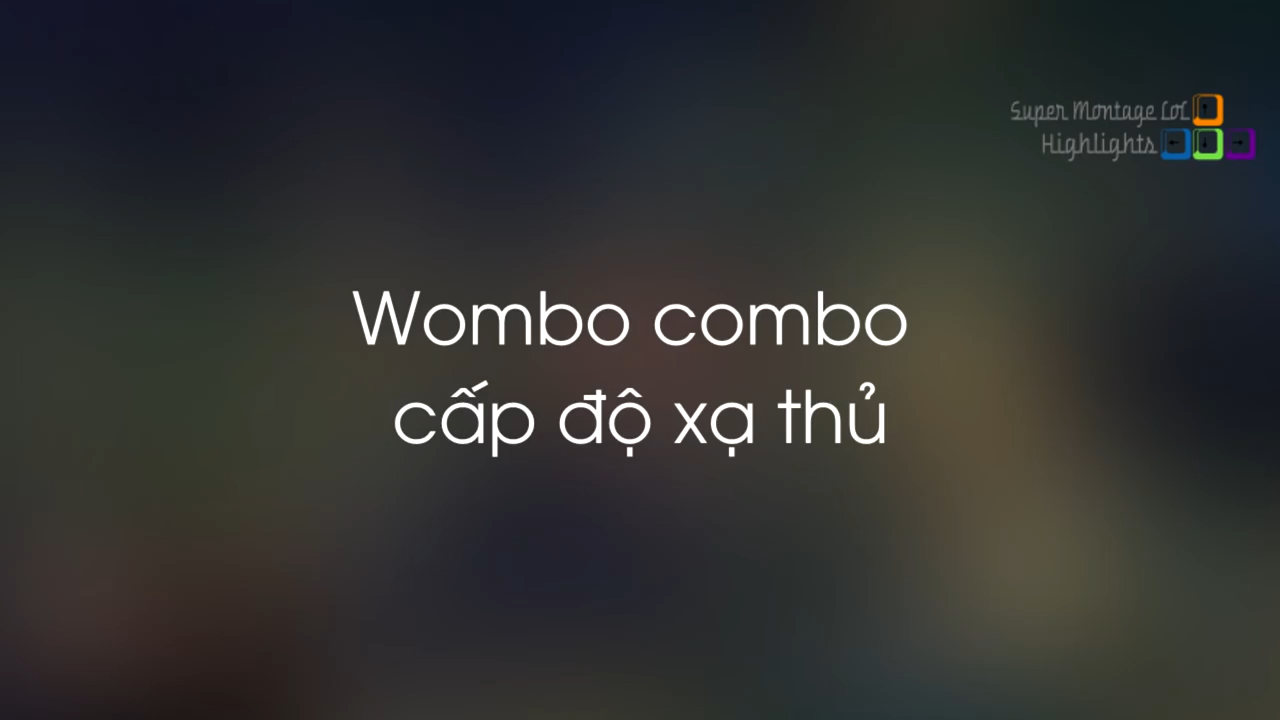 Super Montage LoL
Highlights
Wombo combo
cấp độ xạ thủ